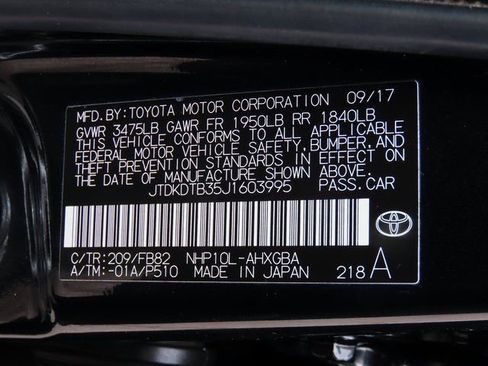 MFD.BY:TOYOTA MOTOR CORPORATION 09/17
GVWR 3475LB GAWR FR 1950LB RR 1840LB
THIS VEHICLE CONFORMS TO ALL APPLICABLE
FEDERAL MOTOR VEHICLE SAFETY,BUMPER,AND
THEFT PREVENTION STANDARDS IN EFFECT ON
THE DATE OF MANUFACTURE SHOWN ABOVE.
JTDKDTB35J1603995 PASS.CAR
C/TR:209/FB82 NHP10L-AHXGBA
A/TM:-01A/P510 MADE IN JAPAN 218A
TOYOTA